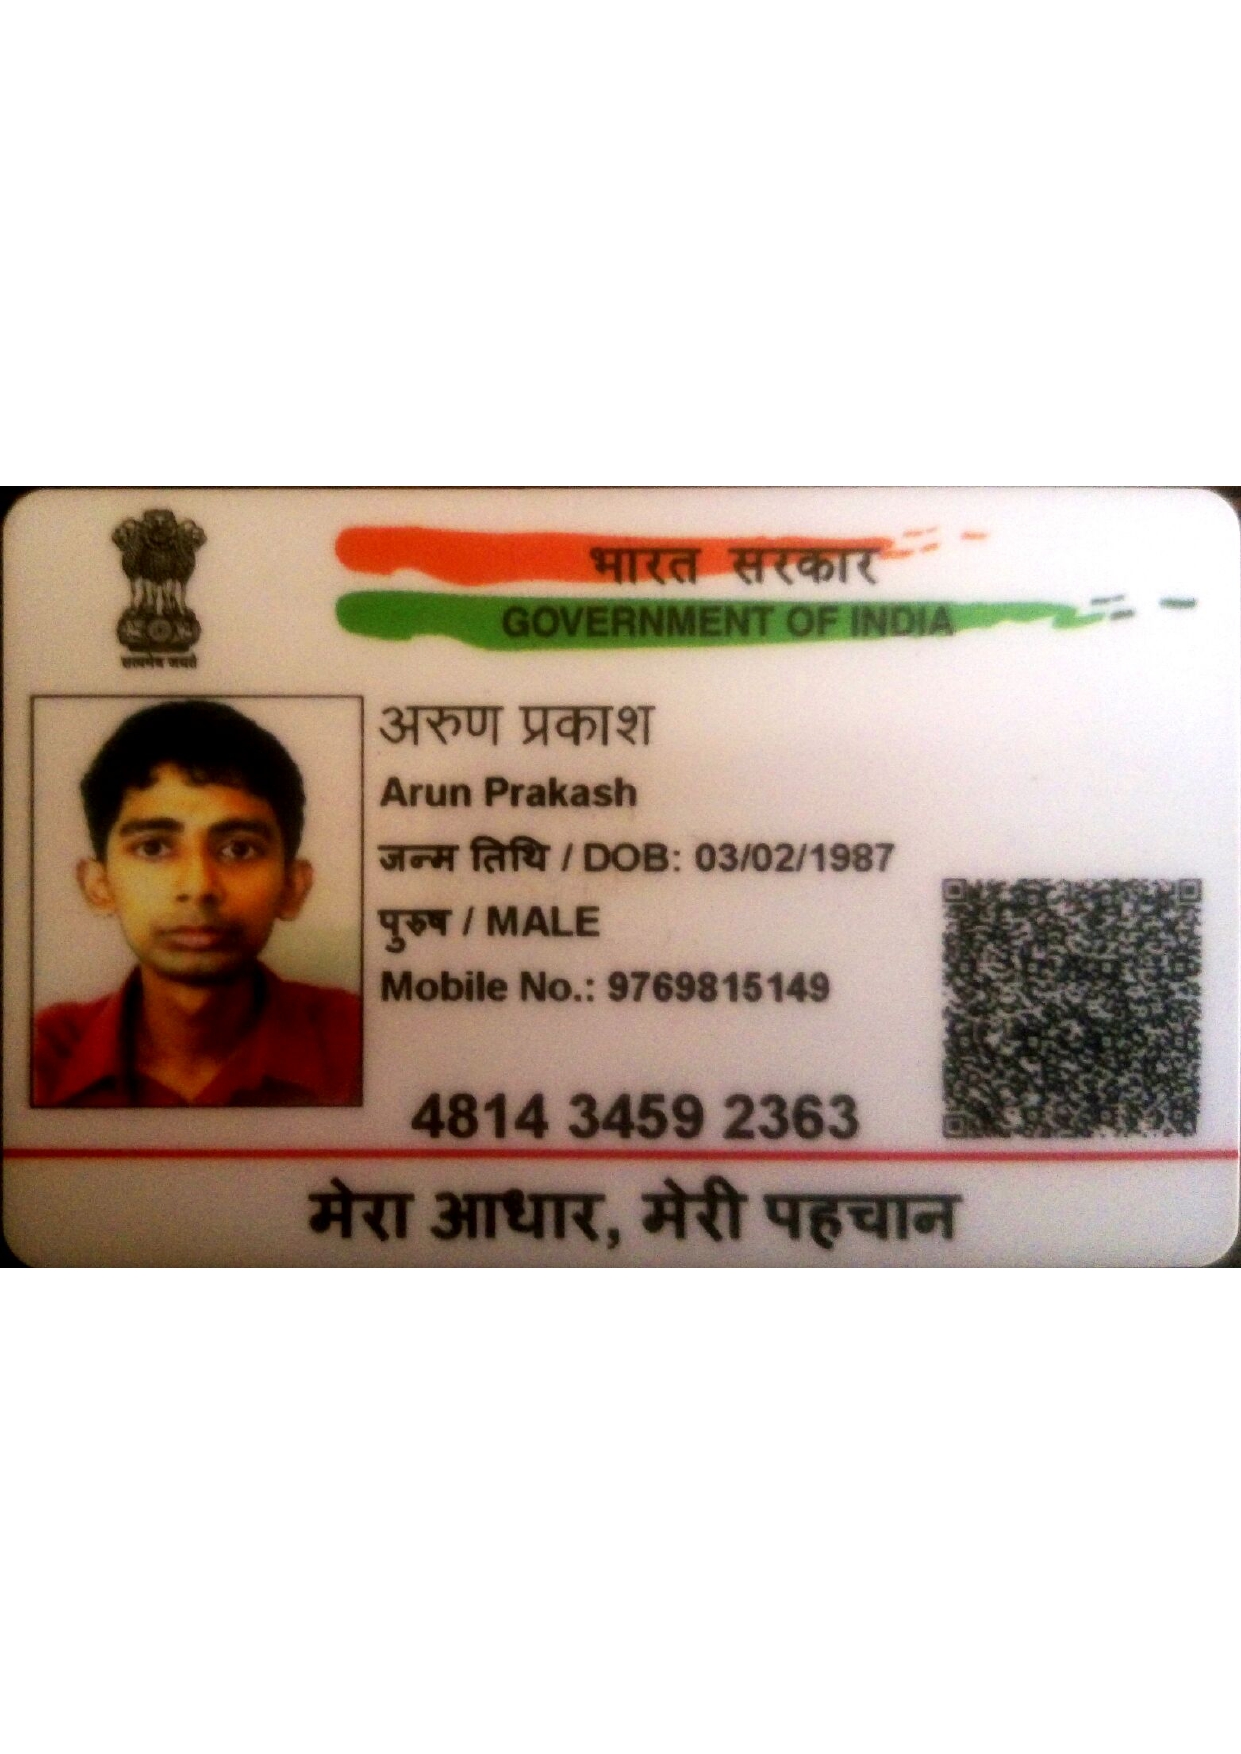 सत्यमेव जयते
भारत सरकार
GOVERNMENT OF INDIA
अरुण प्रकाश
Arun Prakash
जन्म तिथि / DOB: 03/02/1987
पुरुष / MALE
Mobile No.: 9769815149
4814 3459 2363
मेरा आधार, मेरी पहचान